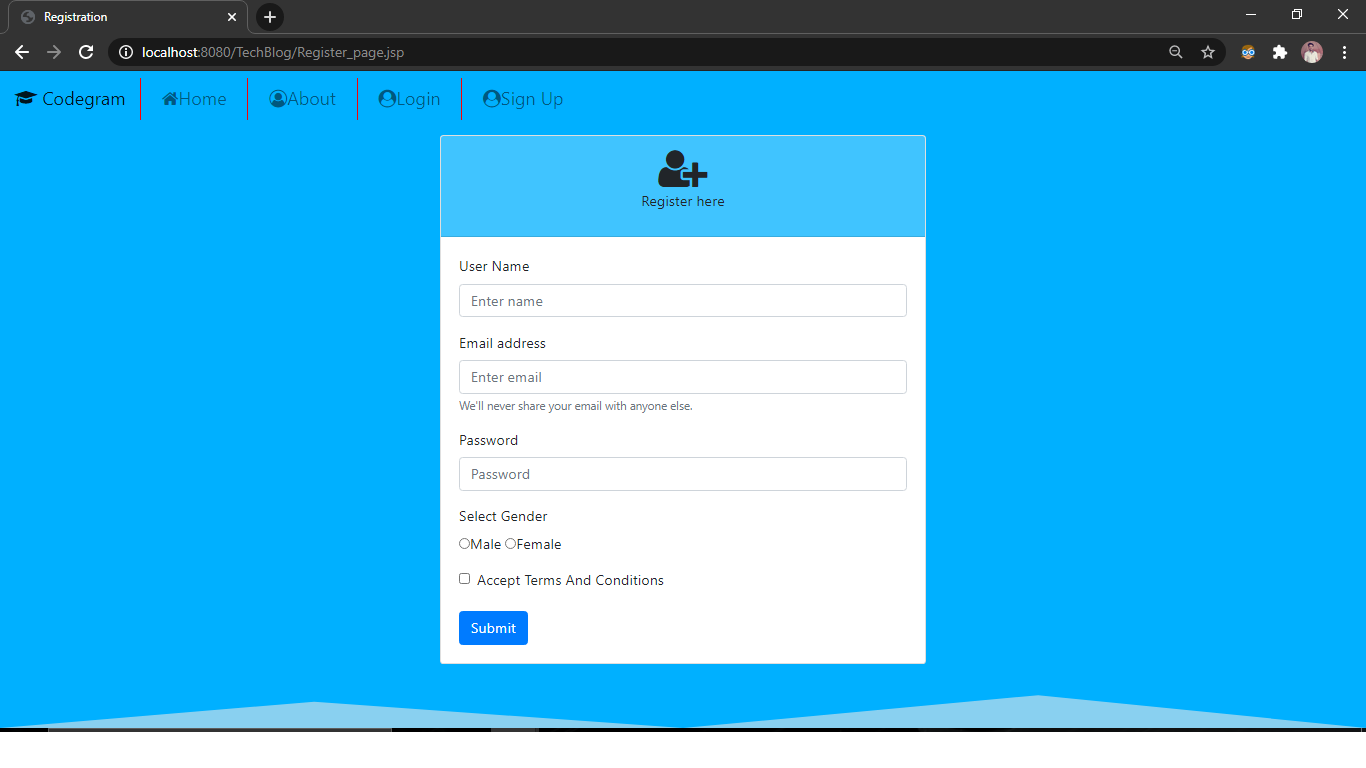 Registration
localhost:8080/TechBlog/Register_page.jsp
Codegram Home About Login Sign Up
Register here
User Name
Enter name
Email address
Enter email
We'll never share your email with anyone else.
Password
Password
Select Gender
Male Female
Accept Terms And Conditions
Submit